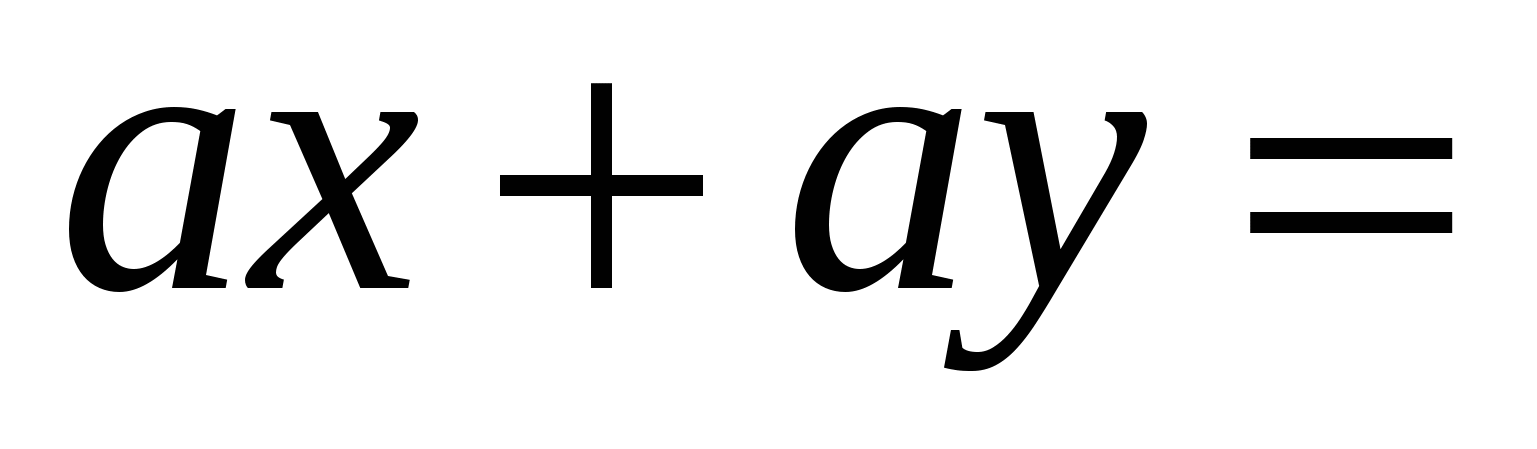 ax + ay =